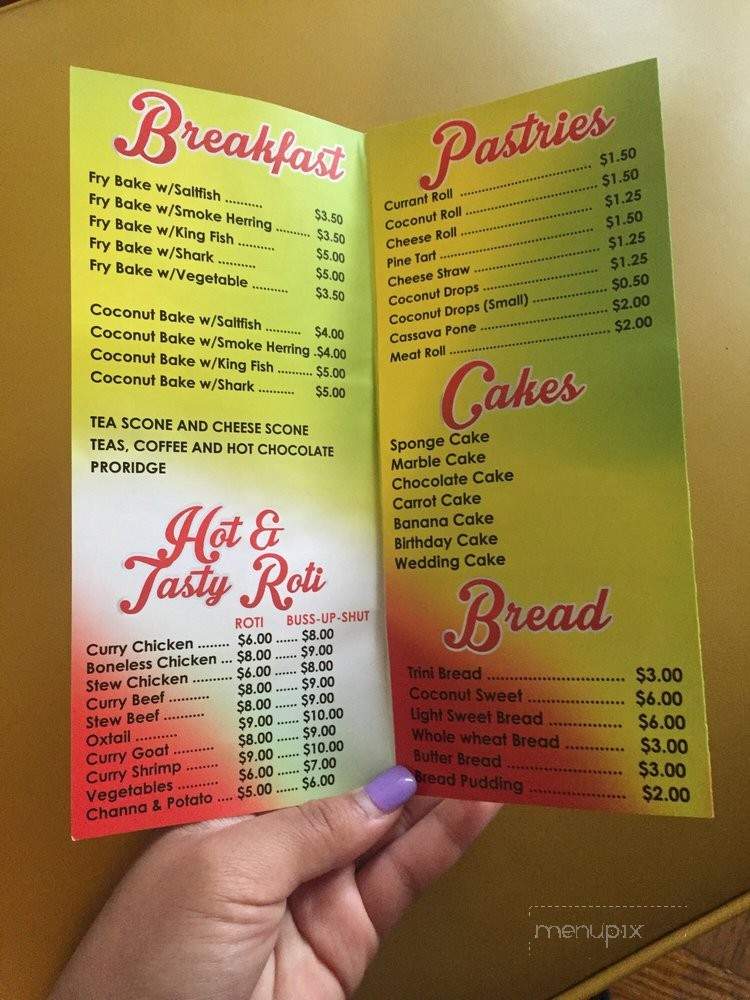 Breakfast
Fry Bake w/Saltfish .......... $3.50
Fry Bake w/Smoke Herring ......... $3.50
Fry Bake w/King Fish .......... $5.00
Fry Bake w/Shark .......... $5.00
Fry Bake w/Vegetable ......... $3.50
Coconut Bake w/Saltfish ......... $4.00
Coconut Bake w/Smoke Herring .$4.00
Coconut Bake w/King Fish ......... $5.00
Coconut Bake w/Shark ......... $5.00
TEA SCONE AND CHEESE SCONE
TEAS, COFFEE AND HOT CHOCOLATE
PRORIDGE
Hot &
Tasty Roti
ROTI BUSS-UP-SHUT
Curry Chicken ........ $6.00 ...... $8.00
Boneless Chicken ... $8.00 ...... $9.00
Stew Chicken .......... $6.00 ...... $8.00
Curry Beef .......... $8.00 ...... $9.00
Stew Beef .......... $8.00 ...... $9.00
Oxtail .......... $9.00 ...... $10.00
Curry Goat .......... $8.00 ...... $9.00
Curry Shrimp ........ $9.00 ...... $10.00
Vegetables .......... $6.00 ...... $7.00
Channa & Potato .... $5.00 ...... $6.00
Pastries
Currant Roll .............................. $1.50
Coconut Roll .............................. $1.50
Cheese Roll .............................. $1.25
Pine Tart .............................. $1.50
Cheese Straw .............................. $1.25
Coconut Drops .............................. $1.25
Coconut Drops (Small) .................. $0.50
Cassava Pone .............................. $2.00
Meat Roll .............................. $2.00
Cakes
Sponge Cake
Marble Cake
Chocolate Cake
Carrot Cake
Banana Cake
Birthday Cake
Wedding Cake
Bread
Trini Bread .............................. $3.00
Coconut Sweet ...................... $6.00
Light Sweet Bread .................. $6.00
Whole wheat Bread ............. $3.00
Butter Bread .......................... $3.00
Bread Pudding ...................... $2.00
menupix